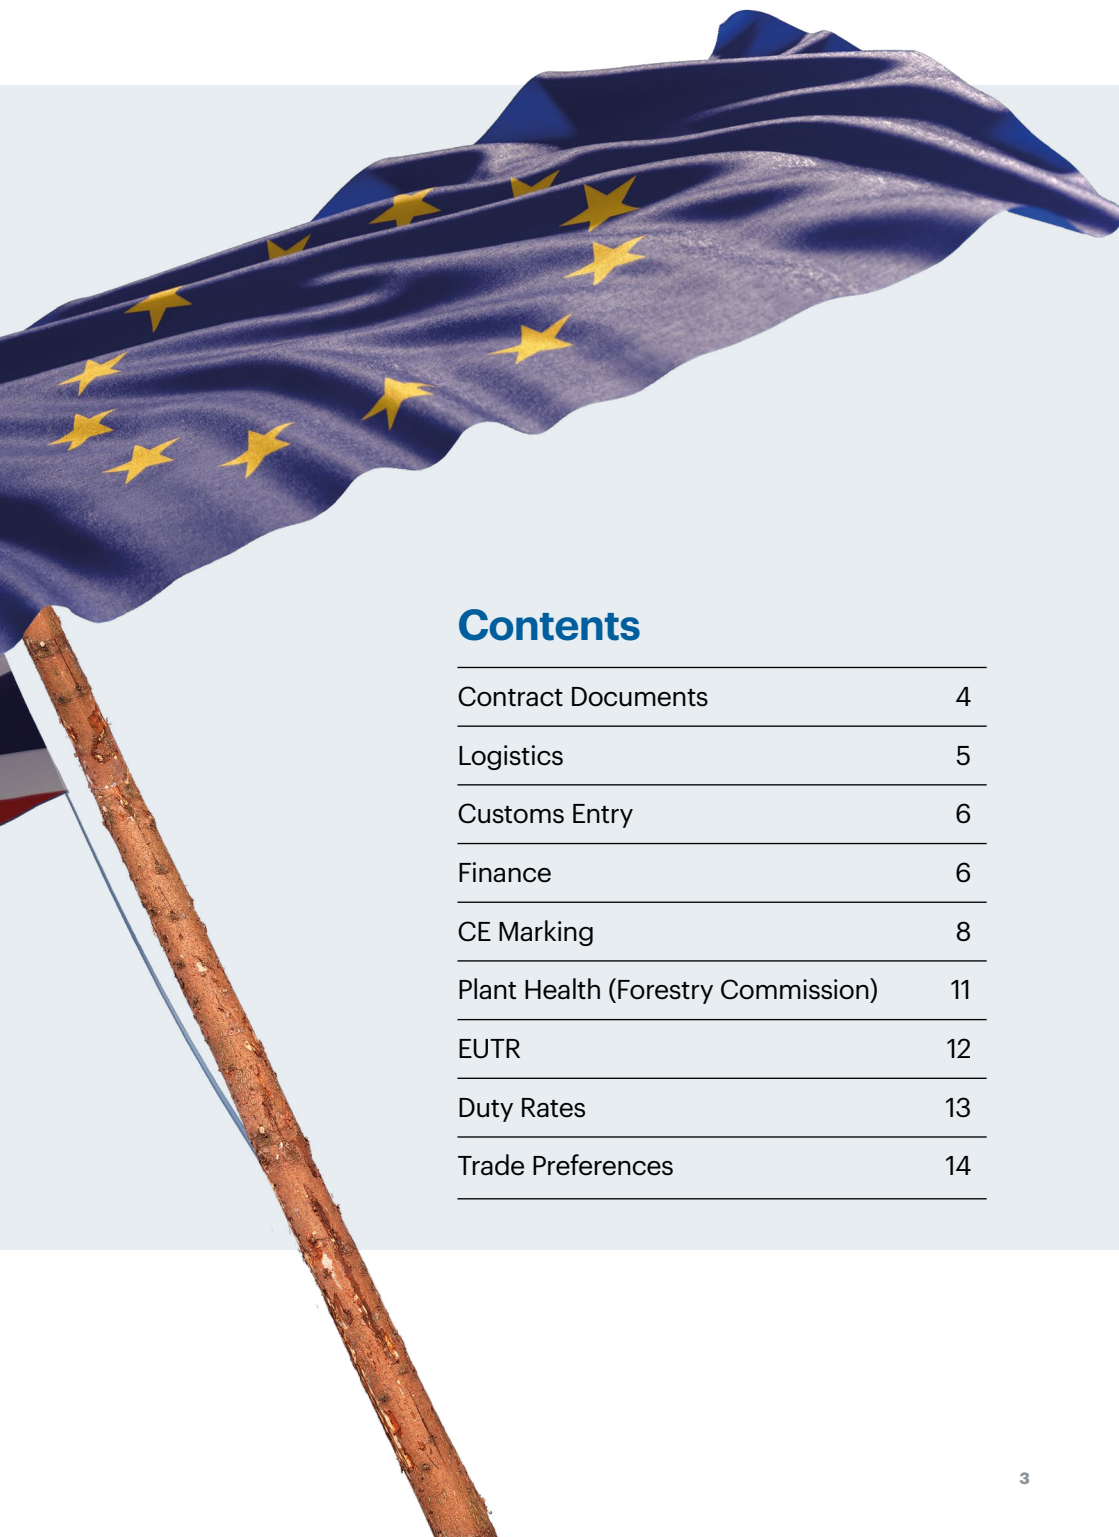 Contents
Contract Documents 4
Logistics 5
Customs Entry 6
Finance 6
CE Marking 8
Plant Health (Forestry Commission) 11
EUTR 12
Duty Rates 13
Trade Preferences 14
3